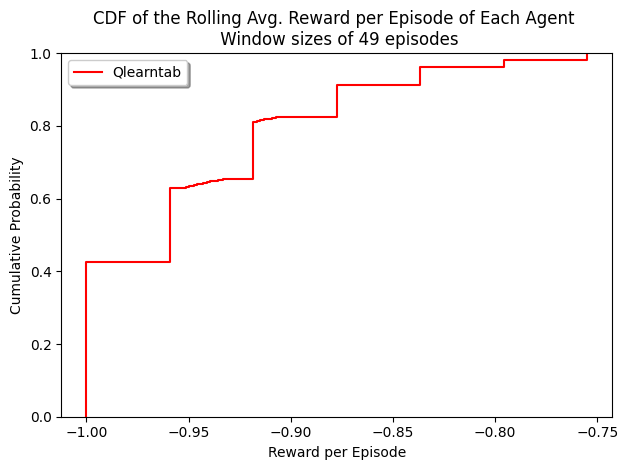 CDF of the Rolling Avg. Reward per Episode of Each Agent
Window sizes of 49 episodes
Qlearntab
Cumulative Probability
1.0
0.8
0.6
0.4
0.2
0.0
−1.00 −0.95 −0.90 −0.85 −0.80 −0.75
Reward per Episode